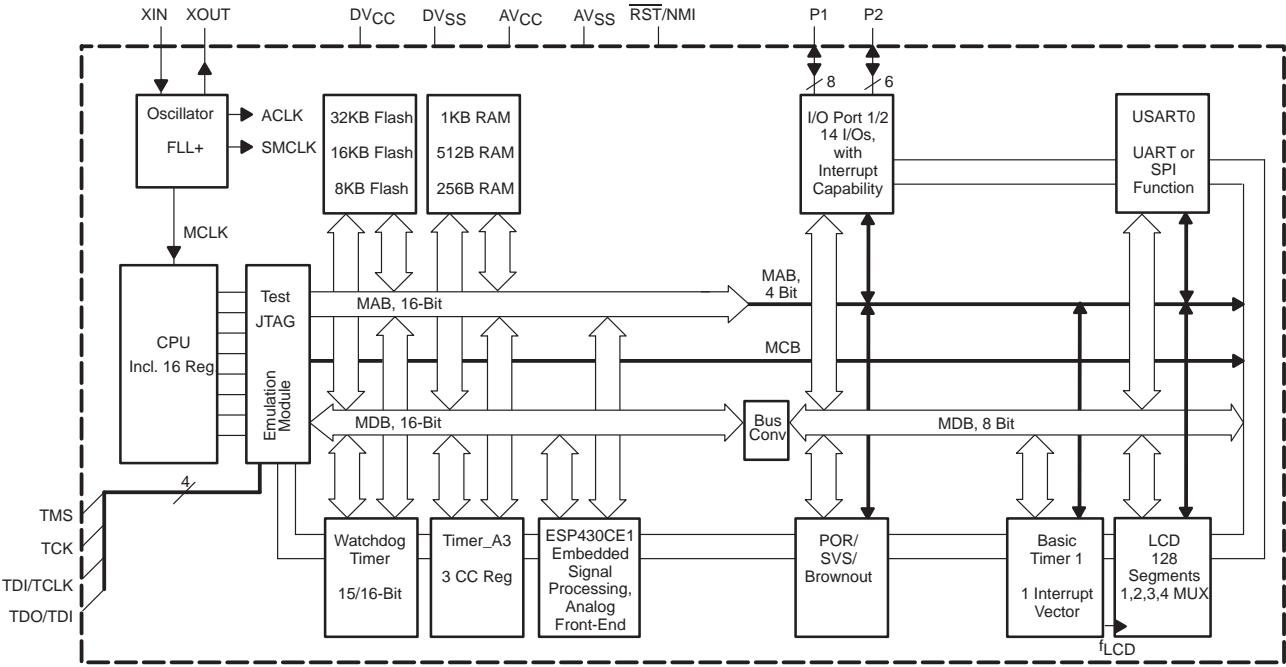 XIN XOUT DVCC DVSS AVCC AVSS RST/NMI P1 P2
8 6
Oscillator
FLL+
ACLK
SMCLK
32KB Flash
16KB Flash
8KB Flash
1KB RAM
512B RAM
256B RAM
I/O Port 1/2
14 I/Os,
with
Interrupt
Capability
USART0
UART or
SPI
Function
MCLK
CPU
Incl. 16 Reg.
Test
JTAG
Emulation
Module
MAB, 16-Bit
MAB,
4 Bit
MCB
MDB, 16-Bit
Bus
Conv
MDB, 8 Bit
4
TMS
TCK
TDI/TCLK
TDO/TDI
Watchdog
Timer
15/16-Bit
Timer_A3
3 CC Reg
ESP430CE1
Embedded
Signal
Processing,
Analog
Front-End
POR/
SVS/
Brownout
Basic
Timer 1
1 Interrupt
Vector
LCD
128
Segments
1,2,3,4 MUX
fLCD